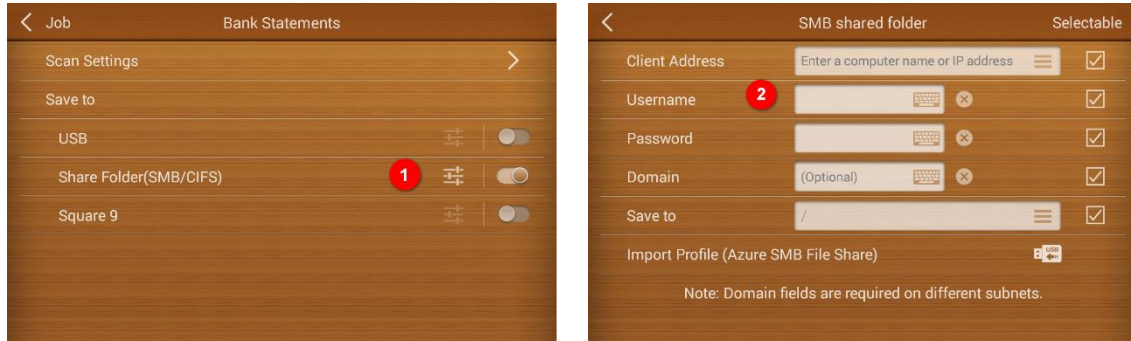 Job
Bank Statements
Scan Settings
Save to
USB
Share Folder(SMB/CIFS)
1
Square 9
SMB shared folder
Selectable
Client Address
Enter a computer name or IP address
Username
2
Password
Domain
(Optional)
Save to
/
Import Profile (Azure SMB File Share)
USB
Note: Domain fields are required on different subnets.